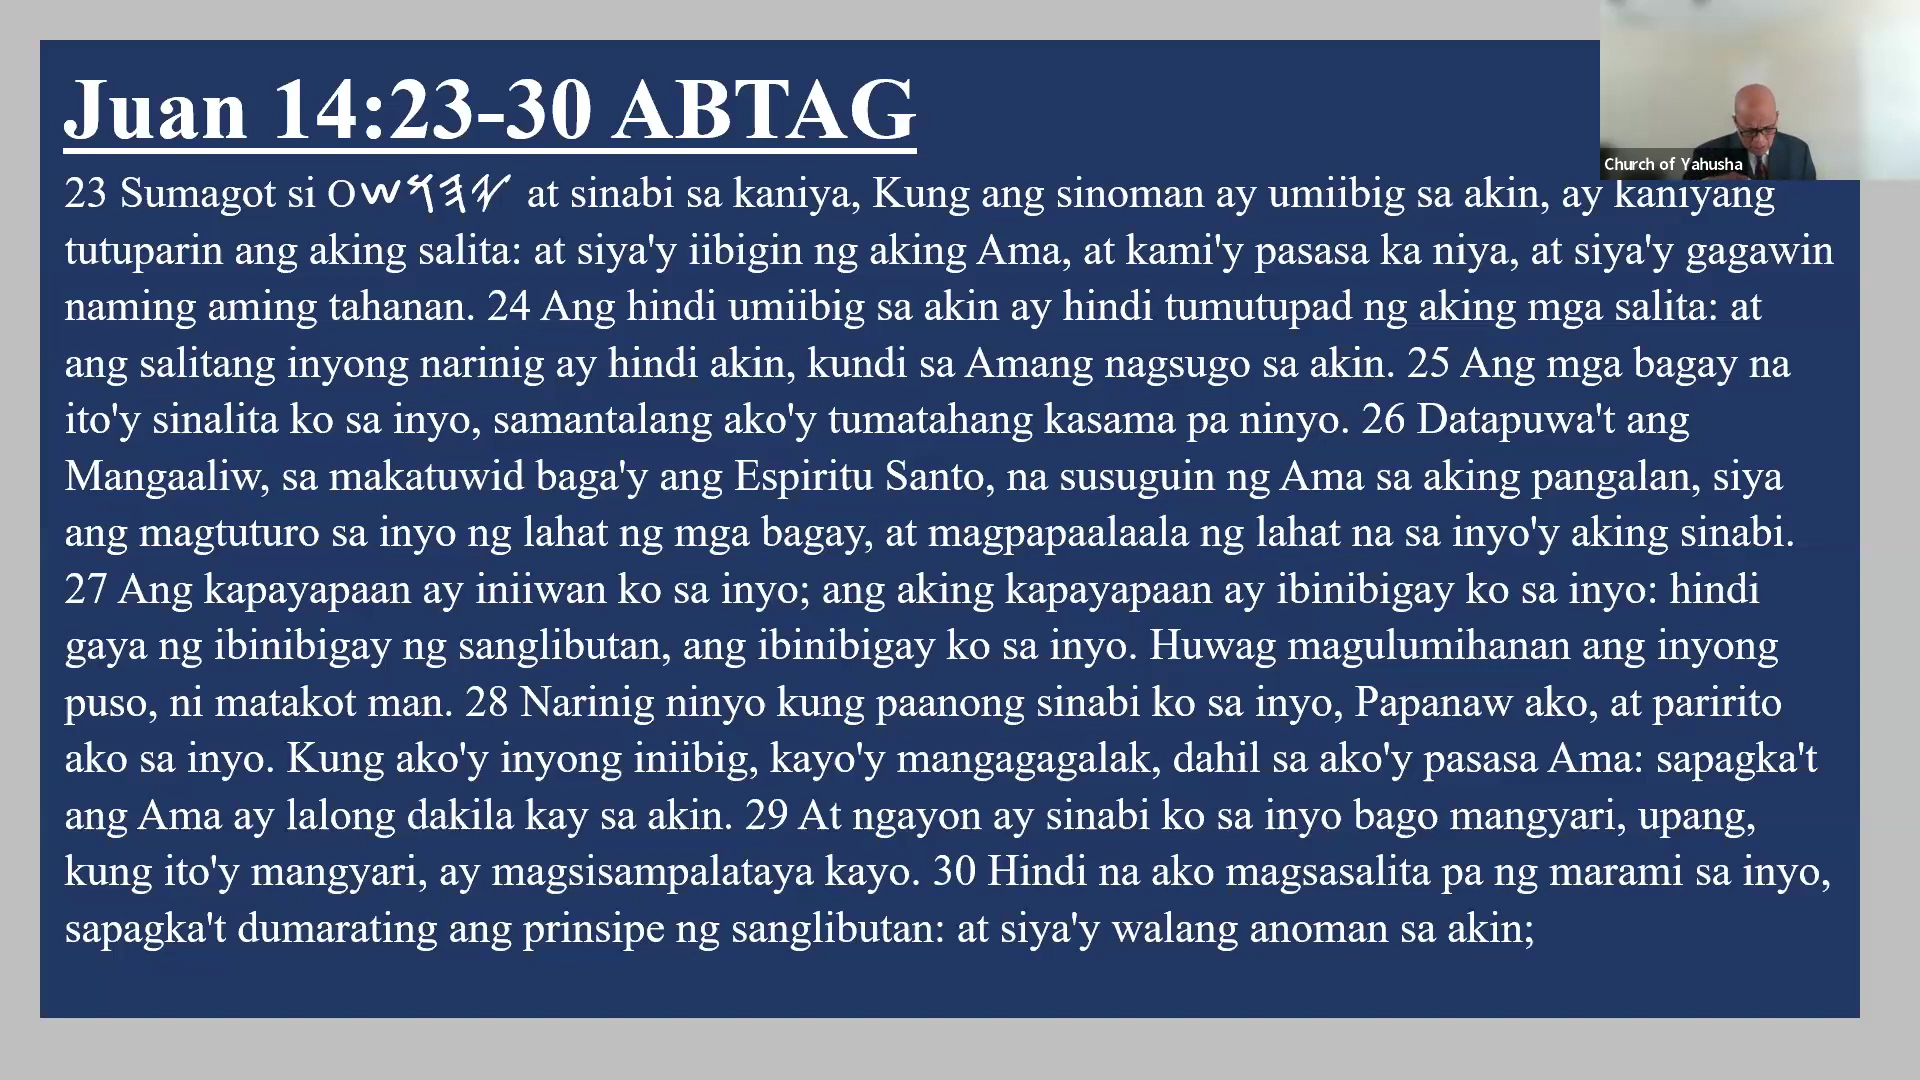 Juan 14:23-30 ABTAG
Church of Yahusha
23 Sumagot si 𐤏𐤔𐤅𐤄𐤉 at sinabi sa kaniya, Kung ang sinoman ay umiibig sa akin, ay kaniyang
tutuparin ang aking salita: at siya'y iibigin ng aking Ama, at kami'y pasasa ka niya, at siya'y gagawin
naming aming tahanan. 24 Ang hindi umiibig sa akin ay hindi tumutupad ng aking mga salita: at
ang salitang inyong narinig ay hindi akin, kundi sa Amang nagsugo sa akin. 25 Ang mga bagay na
ito'y sinalita ko sa inyo, samantalang ako'y tumatahang kasama pa ninyo. 26 Datapuwa't ang
Mangaaliw, sa makatuwid baga'y ang Espiritu Santo, na susuguin ng Ama sa aking pangalan, siya
ang magtuturo sa inyo ng lahat ng mga bagay, at magpapaalaala ng lahat na sa inyo'y aking sinabi.
27 Ang kapayapaan ay iniiwan ko sa inyo; ang aking kapayapaan ay ibinibigay ko sa inyo: hindi
gaya ng ibinibigay ng sanglibutan, ang ibinibigay ko sa inyo. Huwag magulumihanan ang inyong
puso, ni matakot man. 28 Narinig ninyo kung paanong sinabi ko sa inyo, Papanaw ako, at paririto
ako sa inyo. Kung ako'y inyong iniibig, kayo'y mangagagalak, dahil sa ako'y pasasa Ama: sapagka't
ang Ama ay lalong dakila kay sa akin. 29 At ngayon ay sinabi ko sa inyo bago mangyari, upang,
kung ito'y mangyari, ay magsisampalataya kayo. 30 Hindi na ako magsasalita pa ng marami sa inyo,
sapagka't dumarating ang prinsipe ng sanglibutan: at siya'y walang anoman sa akin;